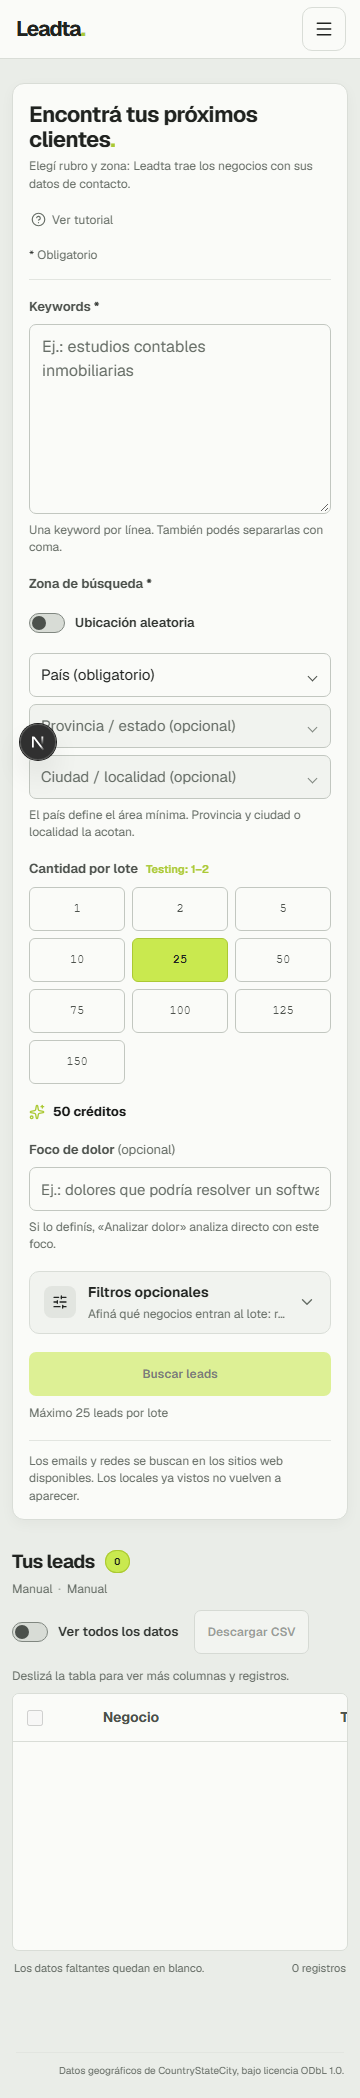 Leadta.
Encontrá tus próximos
clientes.
Elegí rubro y zona: Leadta trae los negocios con sus
datos de contacto.
Ver tutorial
* Obligatorio
Keywords *
Ej.: estudios contables
inmobiliarias
Una keyword por línea. También podés separarlas con
coma.
Zona de búsqueda *
Ubicación aleatoria
País (obligatorio)
Provincia / estado (opcional)
N
Ciudad / localidad (opcional)
El país define el área mínima. Provincia y ciudad o
localidad la acotan.
Cantidad por lote Testing: 1–2
1 2 5
10 25 50
75 100 125
150
50 créditos
Foco de dolor (opcional)
Ej.: dolores que podría resolver un softwa
Si lo definís, «Analizar dolor» analiza directo con este
foco.
Filtros opcionales
Afiná qué negocios entran al lote: r...
Buscar leads
Máximo 25 leads por lote
Los emails y redes se buscan en los sitios web
disponibles. Los locales ya vistos no vuelven a
aparecer.
Tus leads 0
Manual · Manual
Ver todos los datos Descargar CSV
Deslizá la tabla para ver más columnas y registros.
Negocio T
Los datos faltantes quedan en blanco. 0 registros
Datos geográficos de CountryStateCity, bajo licencia ODbL 1.0.